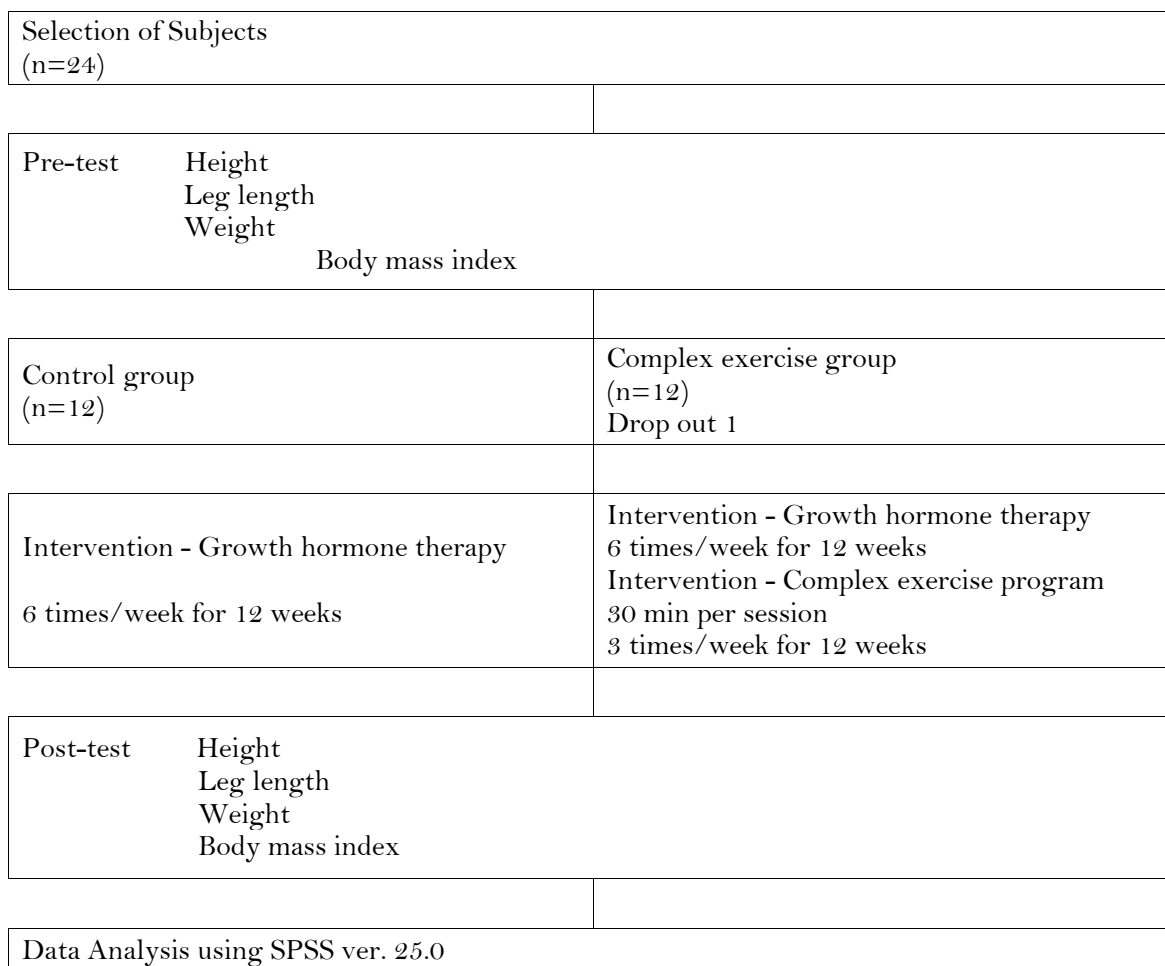 Selection of Subjects
(n=24)
Pre-test Height
Leg length
Weight
Body mass index
Control group
(n=12)
Complex exercise group
(n=12)
Drop out 1
Intervention - Growth hormone therapy
6 times/week for 12 weeks
Intervention - Growth hormone therapy
6 times/week for 12 weeks
Intervention - Complex exercise program
30 min per session
3 times/week for 12 weeks
Post-test Height
Leg length
Weight
Body mass index
Data Analysis using SPSS ver. 25.0